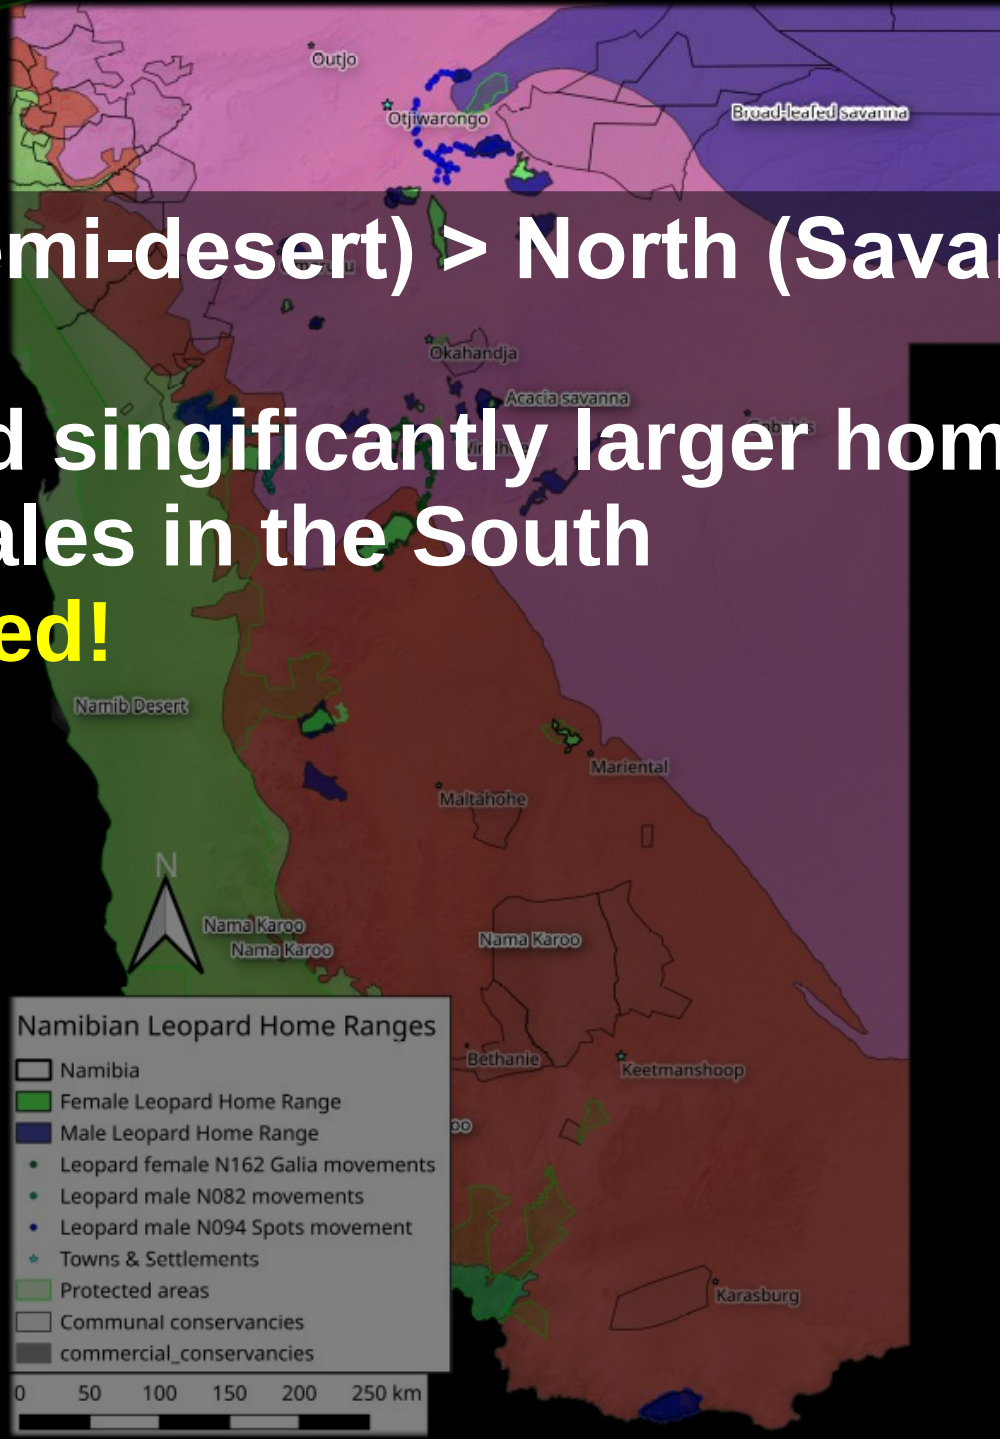 Outjo
Otjiwarongo
Broad-leafed savanna
emi-desert) > North (Sava
Okahandja
Acacia savanna
d singificantly larger hom
ales in the South
ed!
Namib Desert
Mariental
Maltahohe
N
Nama Karoo
Nama Karoo
Nama Karoo
Namibian Leopard Home Ranges
Namibia
Female Leopard Home Range
Male Leopard Home Range
Leopard female N162 Galia movements
Leopard male N082 movements
Leopard male N094 Spots movement
Towns & Settlements
Protected areas
Communal conservancies
commercial_conservancies
Bethanie
Keetmanshoop
oo
Karasburg
0 50 100 150 200 250 km